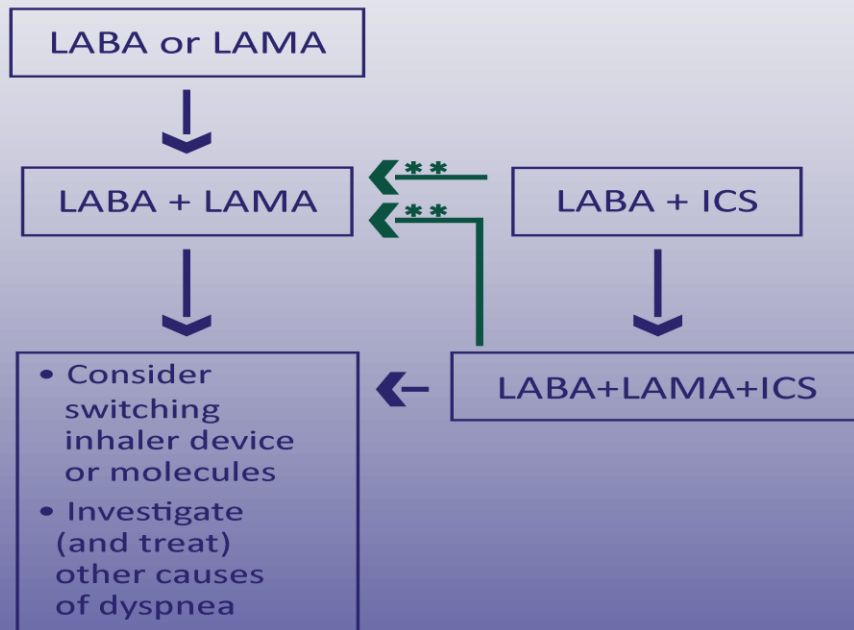 LABA or LAMA
LABA + LAMA
**
**
LABA + ICS
• Consider
switching
inhaler device
or molecules
• Investigate
(and treat)
other causes
of dyspnea
LABA+LAMA+ICS